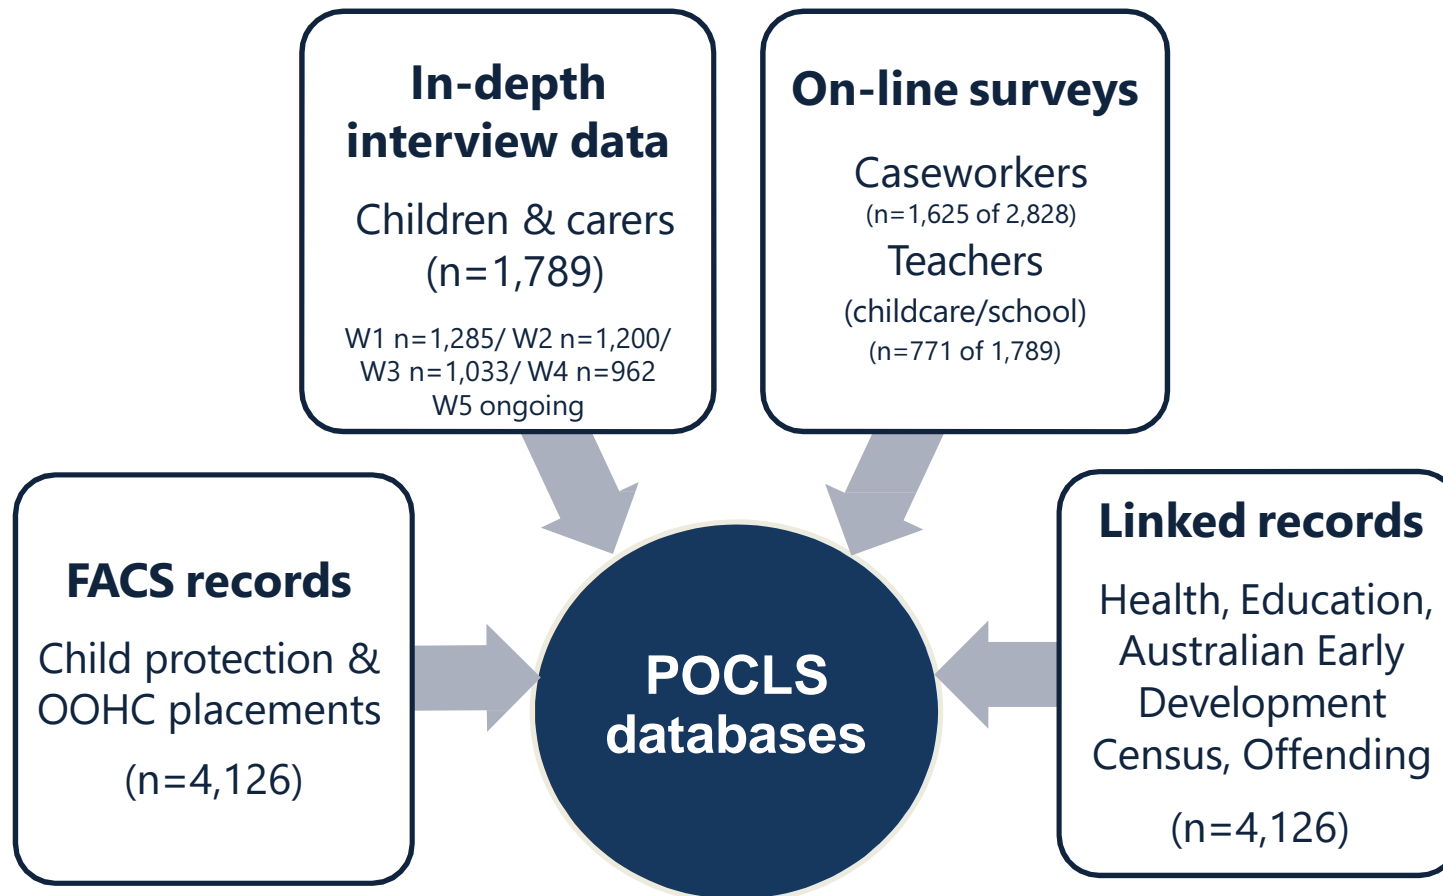 In-depth
interview data
Children & carers
(n=1,789)
W1 n=1,285/ W2 n=1,200/
W3 n=1,033/ W4 n=962
W5 ongoing
On-line surveys
Caseworkers
(n=1,625 of 2,828)
Teachers
(childcare/school)
(n=771 of 1,789)
FACS records
Child protection &
OOHC placements
(n=4,126)
POCLS
databases
Linked records
Health, Education,
Australian Early
Development
Census, Offending
(n=4,126)